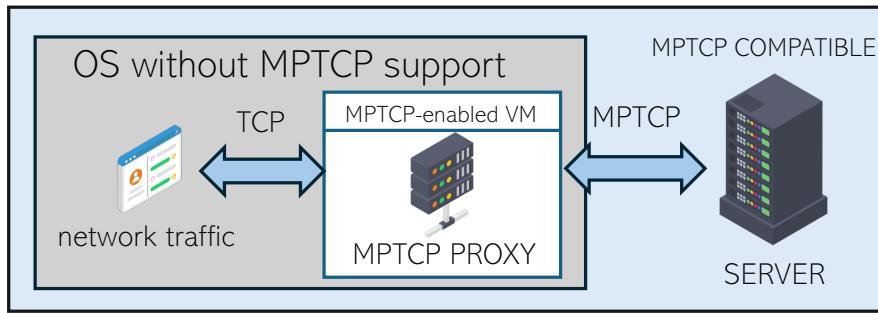 OS without MPTCP support
MPTCP COMPATIBLE
TCP
MPTCP-enabled VM
MPTCP
network traffic
MPTCP PROXY
SERVER